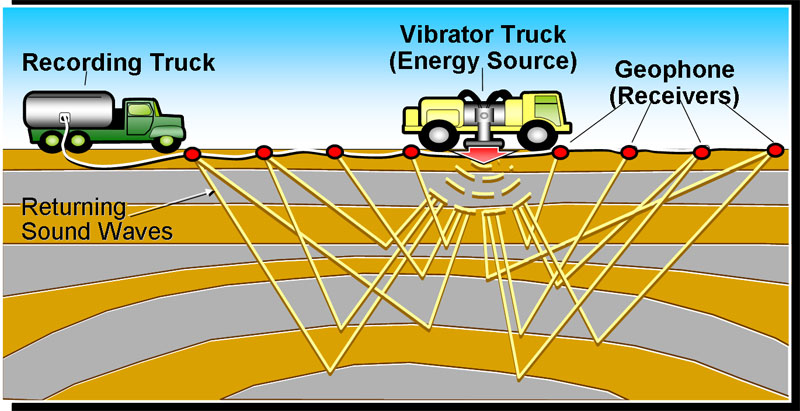 Recording Truck
Vibrator Truck
(Energy Source)
Geophone
(Receivers)
Returning
Sound Waves